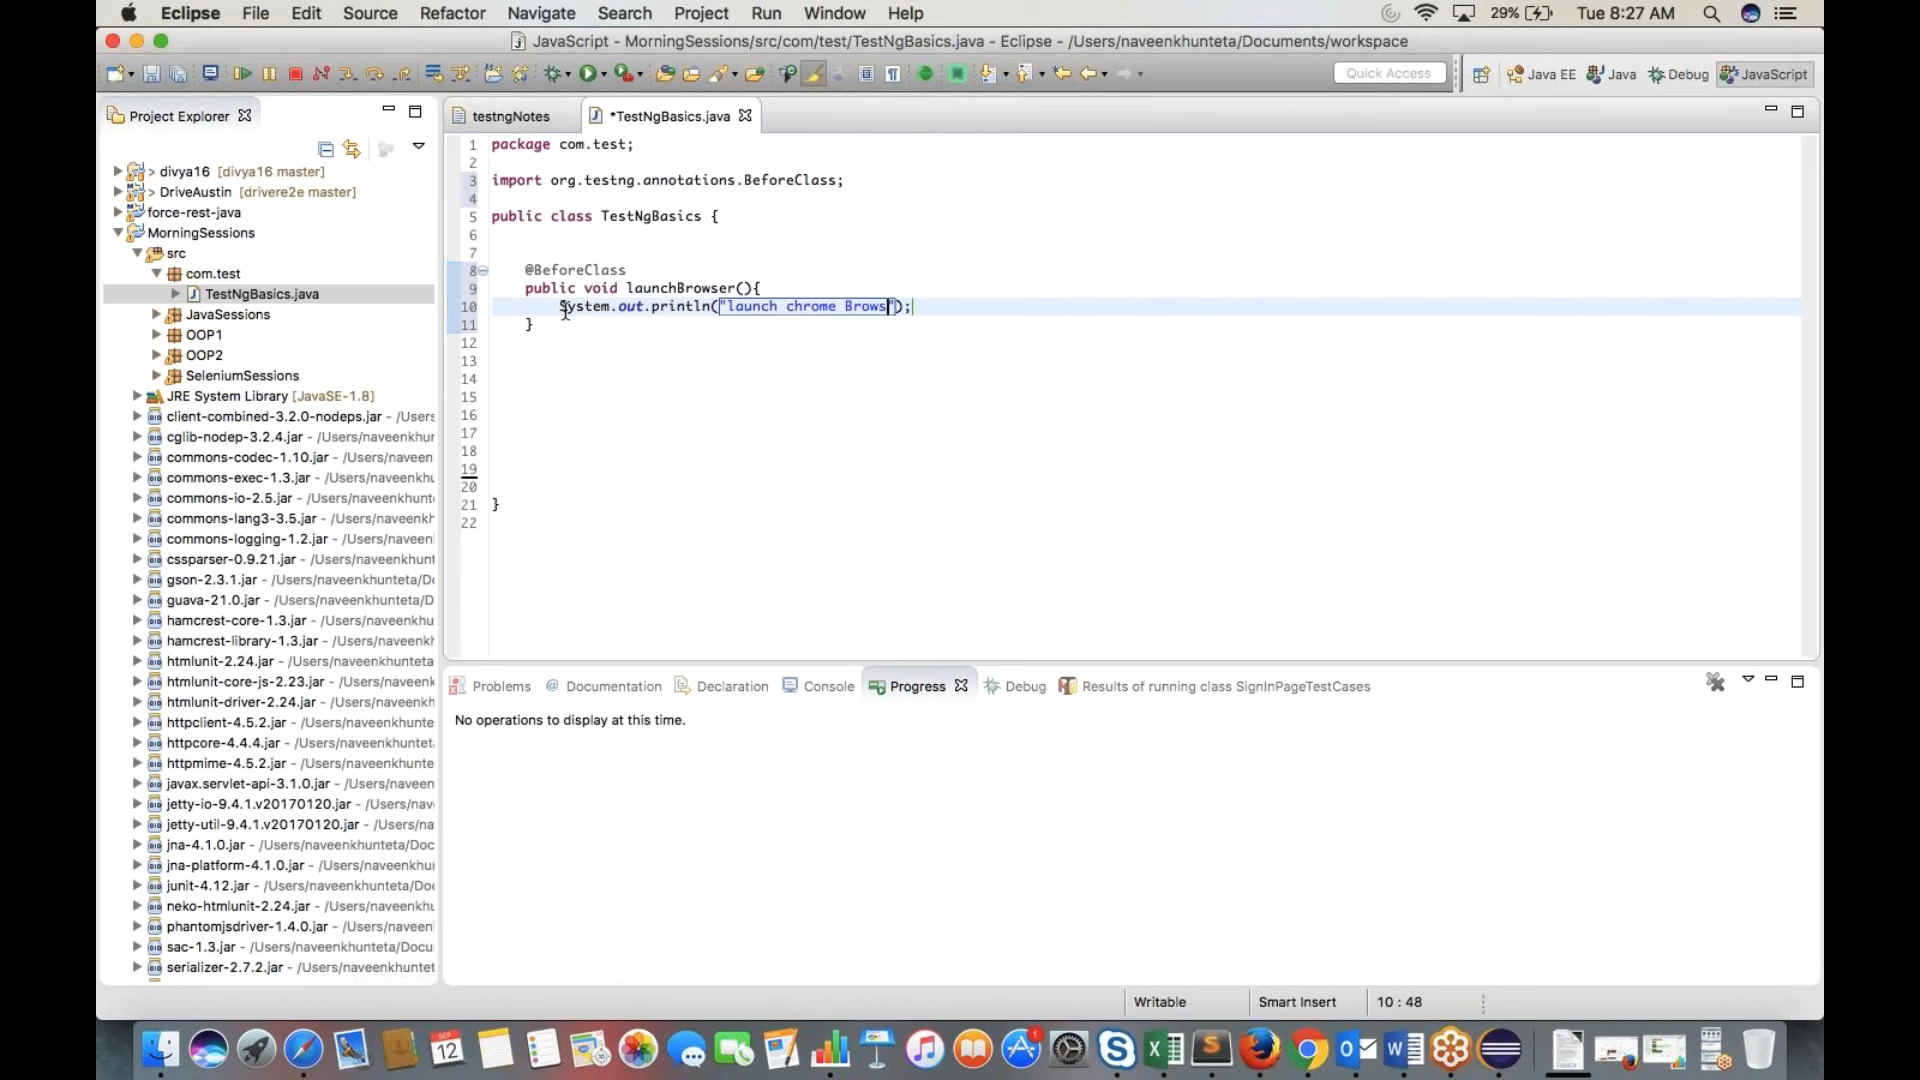 Eclipse File Edit Source Refactor Navigate Search Project Run Window Help 29% Tue 8:27 AM
JavaScript - MorningSessions/src/com/test/TestNgBasics.java - Eclipse - /Users/naveenkhunteta/Documents/workspace
Quick Access Java EE Java Debug JavaScript
Project Explorer
testngNotes *TestNgBasics.java
> divya16 [divya16 master]
> DriveAustin [drivere2e master]
force-rest-java
MorningSessions
src
com.test
TestNgBasics.java
JavaSessions
OOP1
OOP2
SeleniumSessions
JRE System Library [JavaSE-1.8]
client-combined-3.2.0-nodeps.jar - /Users
cglib-nodep-3.2.4.jar - /Users/naveenkhur
commons-codec-1.10.jar - /Users/naveen
commons-exec-1.3.jar - /Users/naveenkhu
commons-io-2.5.jar - /Users/naveenkhunt
commons-lang3-3.5.jar - /Users/naveenkh
commons-logging-1.2.jar - /Users/naveen
cssparser-0.9.21.jar - /Users/naveenkhunt
gson-2.3.1.jar - /Users/naveenkhunteta/Do
guava-21.0.jar - /Users/naveenkhunteta/D
hamcrest-core-1.3.jar - /Users/naveenkhu
hamcrest-library-1.3.jar - /Users/naveenkh
htmlunit-2.24.jar - /Users/naveenkhunteta
htmlunit-core-js-2.23.jar - /Users/naveenk
htmlunit-driver-2.24.jar - /Users/naveenkh
httpclient-4.5.2.jar - /Users/naveenkhunte
httpcore-4.4.4.jar - /Users/naveenkhunteta
httpmime-4.5.2.jar - /Users/naveenkhunte
javax.servlet-api-3.1.0.jar - /Users/naveen
jetty-io-9.4.1.v20170120.jar - /Users/nav
jetty-util-9.4.1.v20170120.jar - /Users/na
jna-4.1.0.jar - /Users/naveenkhunteta/Doc
jna-platform-4.1.0.jar - /Users/naveenkhu
junit-4.12.jar - /Users/naveenkhunteta/Do
neko-htmlunit-2.24.jar - /Users/naveenkhu
phantomjsdriver-1.4.0.jar - /Users/naveen
sac-1.3.jar - /Users/naveenkhunteta/Docu
serializer-2.7.2.jar - /Users/naveenkhuntet
1 package com.test;
2
3 import org.testng.annotations.BeforeClass;
4
5 public class TestNgBasics {
6
7
8 @BeforeClass
9 public void launchBrowser(){
10 System.out.println("launch chrome Brows");
11 }
12
13
14
15
16
17
18
19
20
21 }
22
Problems @ Documentation Declaration Console Progress Debug Results of running class SignInPageTestCases
No operations to display at this time.
Writable Smart Insert 10 : 48
SEP
12
1